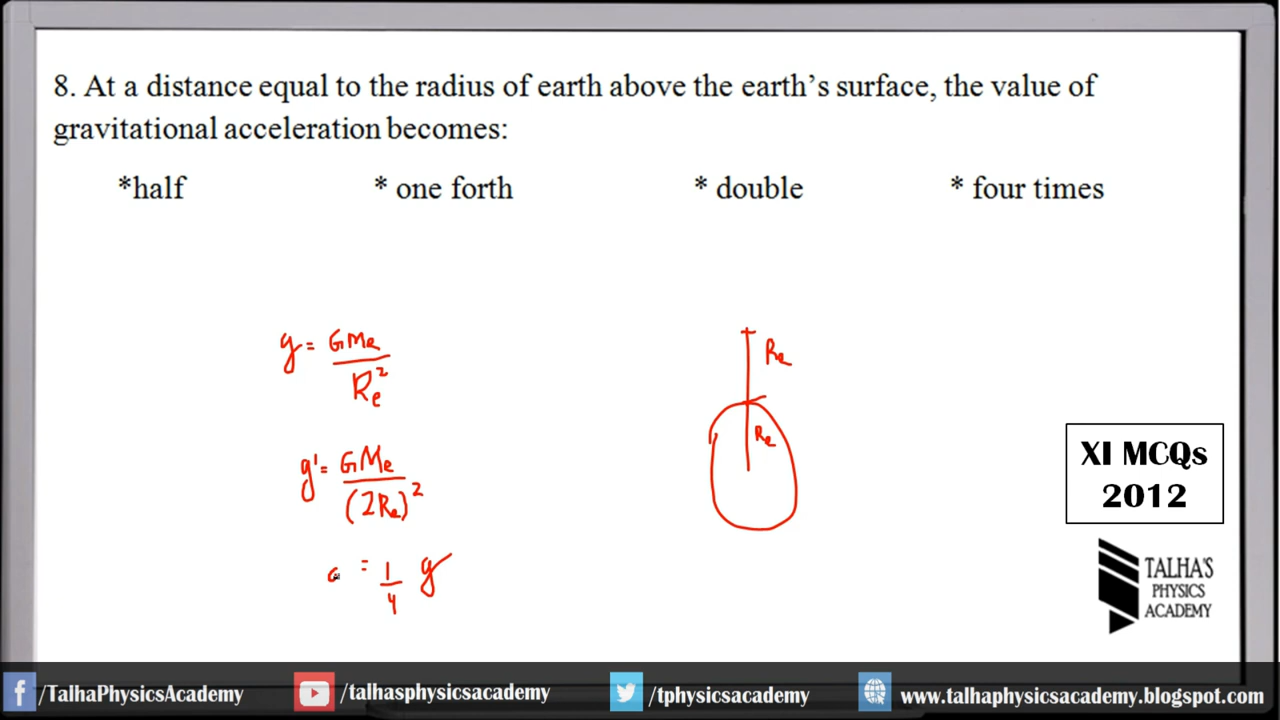 8. At a distance equal to the radius of earth above the earth's surface, the value of
gravitational acceleration becomes:
*half * one forth * double * four times
g = GMe
Re²
g' = GMe
(2Re)²
= 1
4 g
Re
Re
XI MCQs
2012
TALHA'S
PHYSICS
ACADEMY
/TalhaPhysicsAcademy /talhasphysicsacademy /tphysicsacademy www.talhaphysicsacademy.blogspot.com